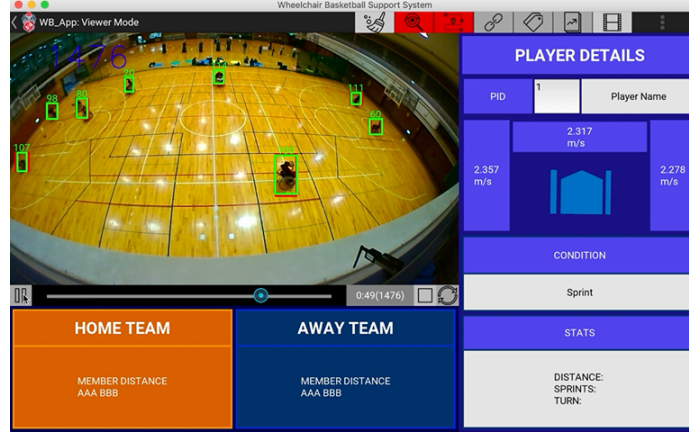 Wheelchair Basketball Support System
WB_App: Viewer Mode
1476
98
80
111
60
107
0:49(1476)
PLAYER DETAILS
PID
1
Player Name
2.317
m/s
2.357
m/s
2.278
m/s
CONDITION
Sprint
STATS
DISTANCE:
SPRINTS:
TURN:
HOME TEAM
MEMBER DISTANCE
AAA BBB
AWAY TEAM
MEMBER DISTANCE
AAA BBB